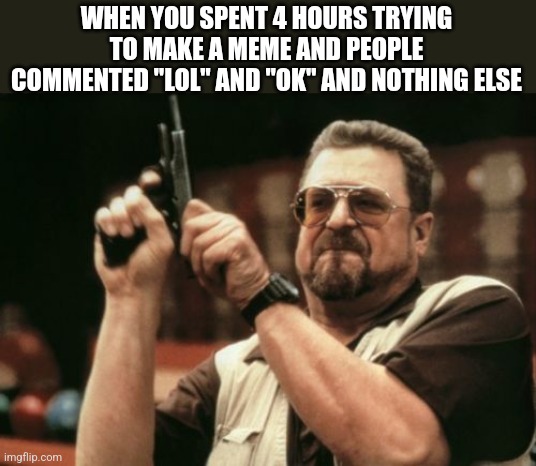 WHEN YOU SPENT 4 HOURS TRYING
TO MAKE A MEME AND PEOPLE
COMMENTED "LOL" AND "OK" AND NOTHING ELSE
imgflip.com